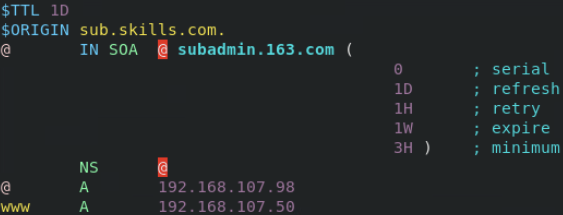 $TTL 1D
$ORIGIN sub.skills.com.
@ IN SOA @ subadmin.163.com (
0 ; serial
1D ; refresh
1H ; retry
1W ; expire
3H ) ; minimum
NS @
@ A 192.168.107.98
www A 192.168.107.50